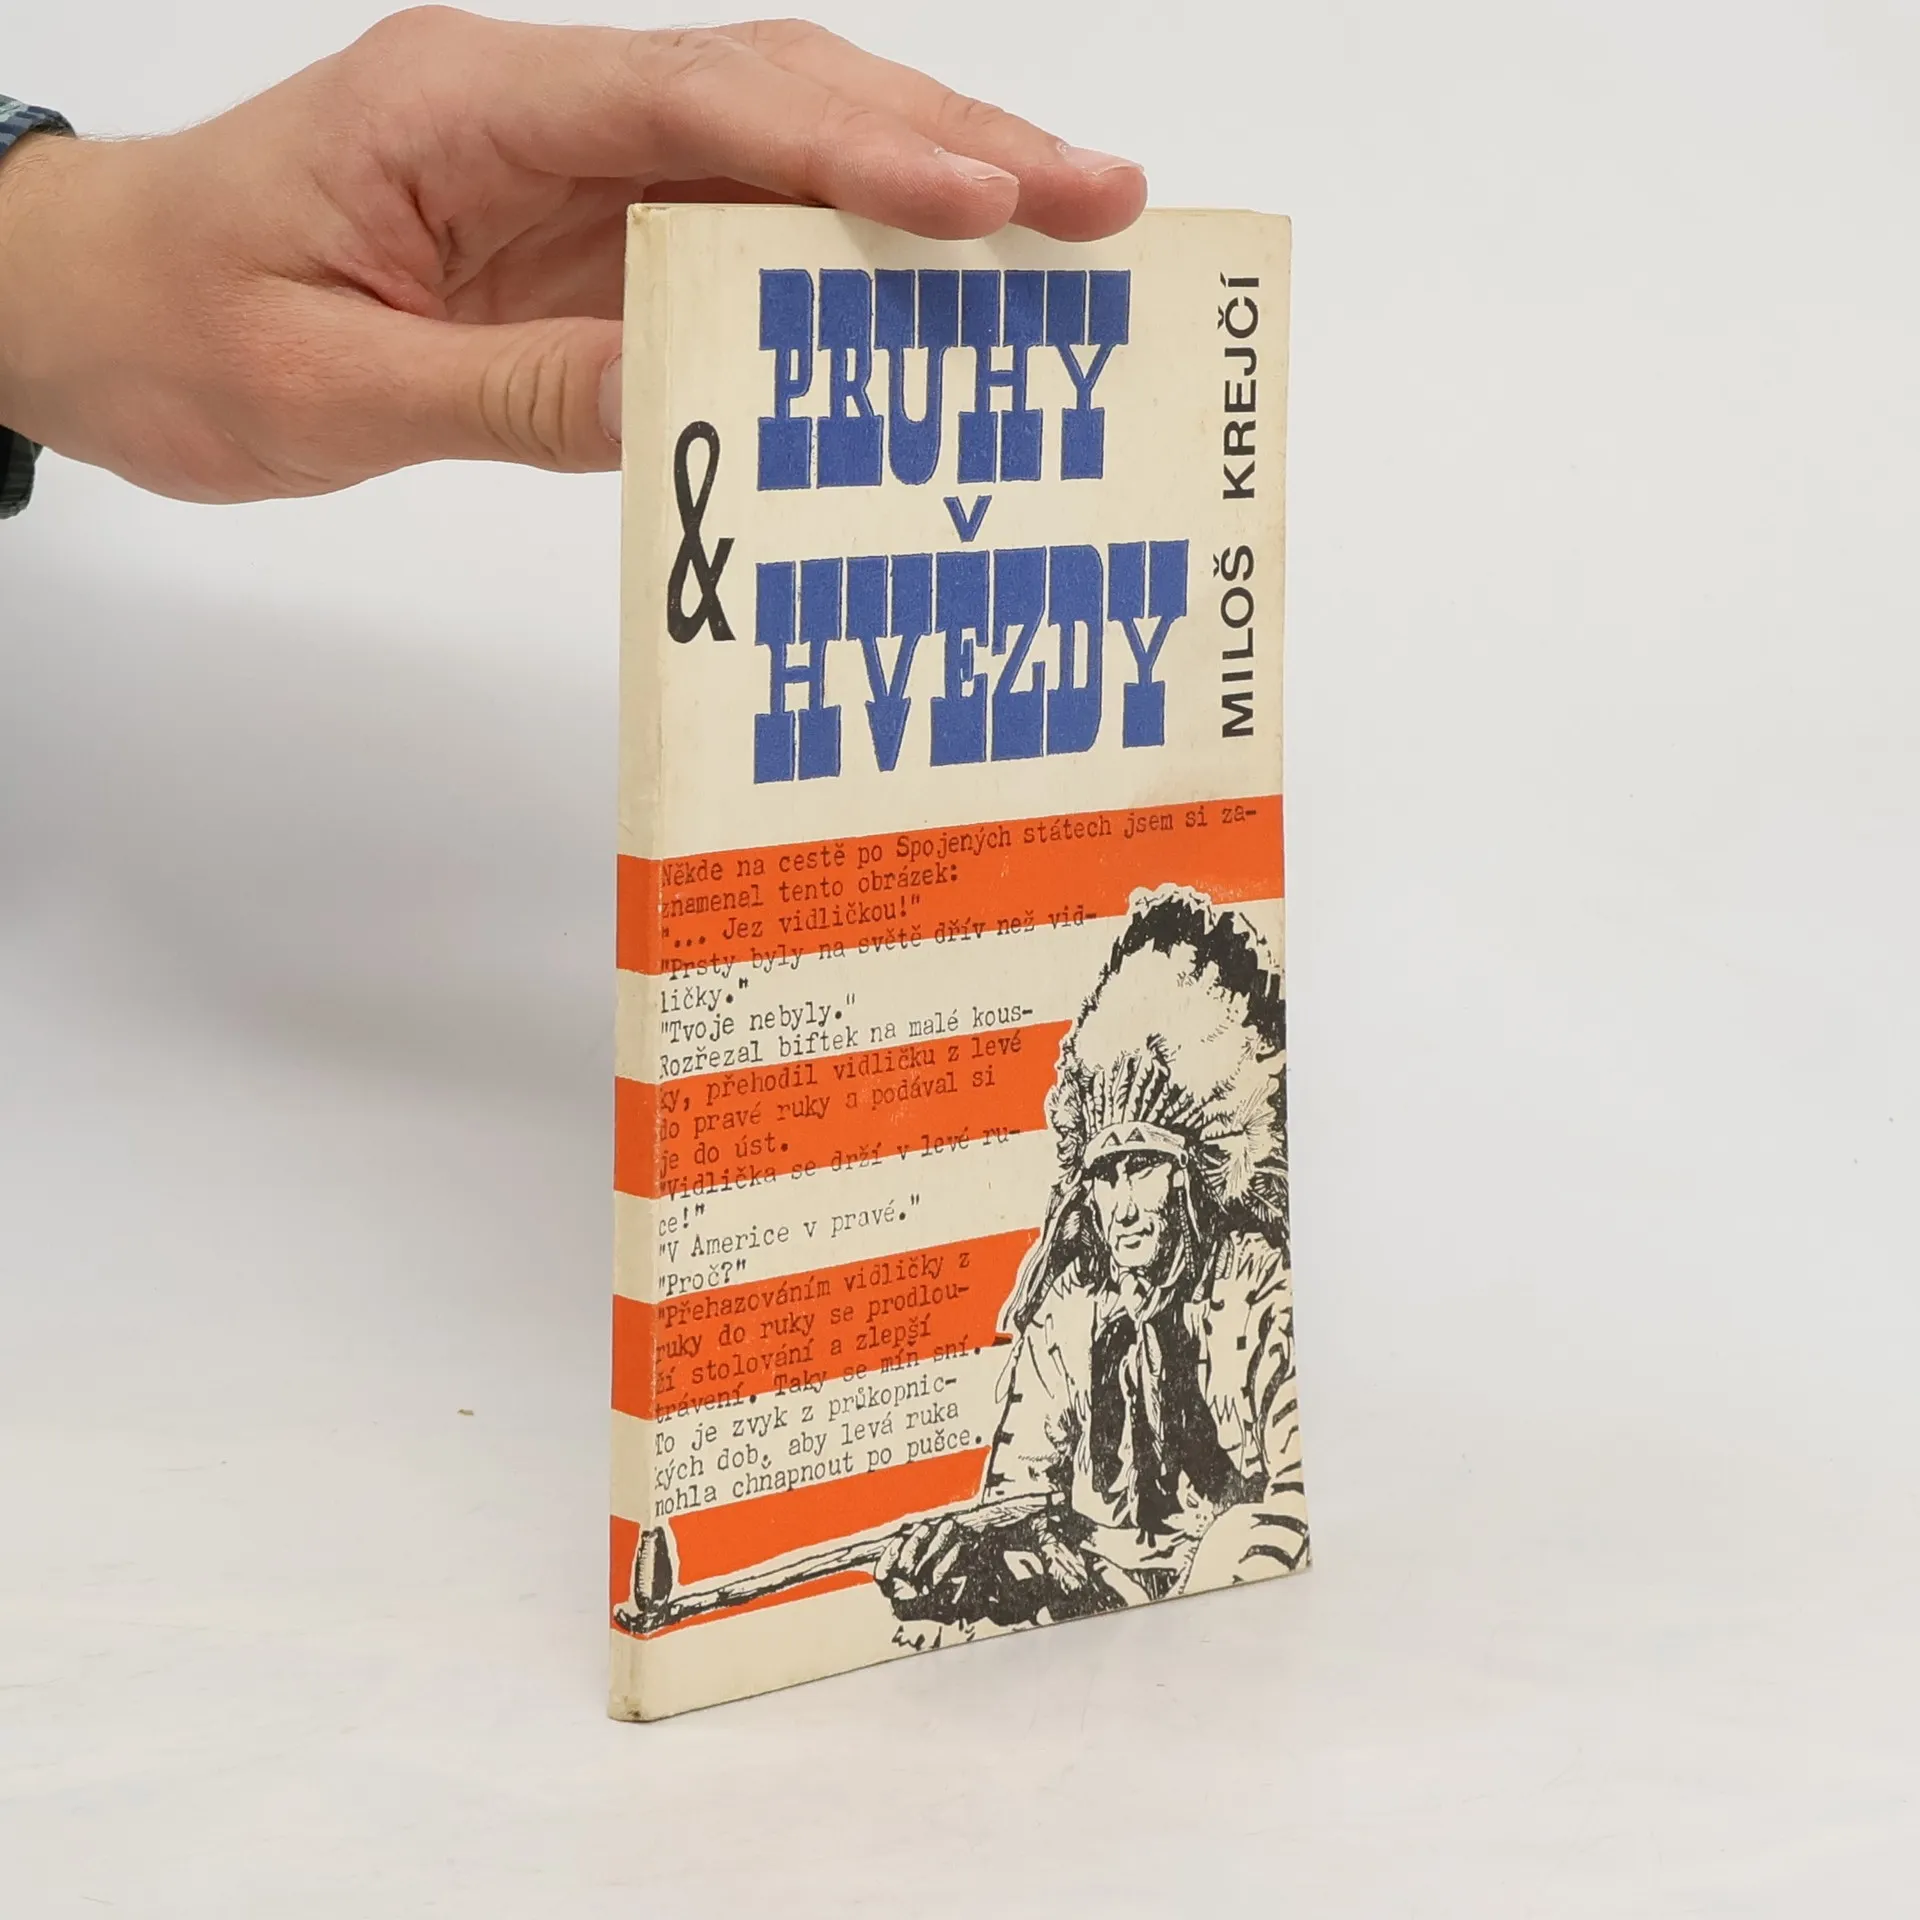 PRUHY
&
HVĚZDY
MILOŠ KREJČÍ
Někde na cestě po Spojených státech jsem si za-
znamenal tento obrázek:
"... Jez vidličkou!"
"Prsty byly na světě dřív než vid-
ličky."
"Tvoje nebyly."
Rozřezal biftek na malé kous-
ky, přehodil vidličku z levé
do pravé ruky a podával si
je do úst.
"Vidlička se drží v levé ru-
ce!"
"V Americe v pravé."
"Proč?"
"Přehazováním vidličky z
ruky do ruky se prodlou-
ží stolování a zlepší
trávení. Taky se míň sní.
To je zvyk z průkopnic-
kých dob, aby levá ruka
mohla chňapnout po pušce.